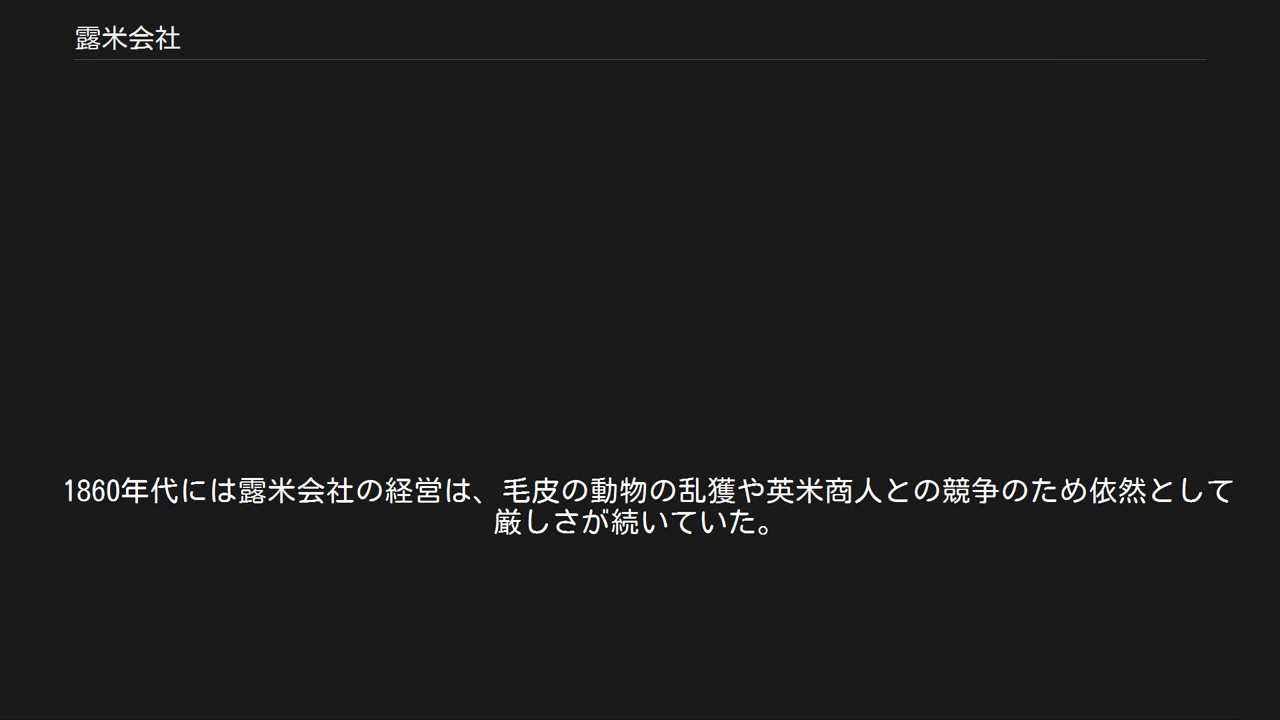 露米会社
1860年代には露米会社の経営は、毛皮の動物の乱獲や英米商人との競争のため依然として
厳しさが続いていた。